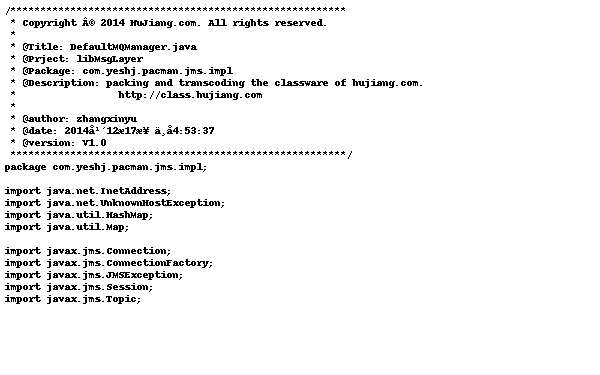 /********************************************************
 * Copyright Â© 2014 HuJiang.com. All rights reserved.
 *
 * @Title: DefaultMQManager.java
 * @Prject: libMsgLayer
 * @Package: com.yeshj.pacman.jms.impl
 * @Description: packing and transcoding the classware of hujiang.com.
 *                 http://class.hujiang.com
 *
 * @author: zhangxinyu
 * @date: 2014å¹´12æ17æ¥ ä¸å4:53:37
 * @version: V1.0
 ********************************************************/
package com.yeshj.pacman.jms.impl;

import java.net.InetAddress;
import java.net.UnknownHostException;
import java.util.HashMap;
import java.util.Map;

import javax.jms.Connection;
import javax.jms.ConnectionFactory;
import javax.jms.JMSException;
import javax.jms.Session;
import javax.jms.Topic;